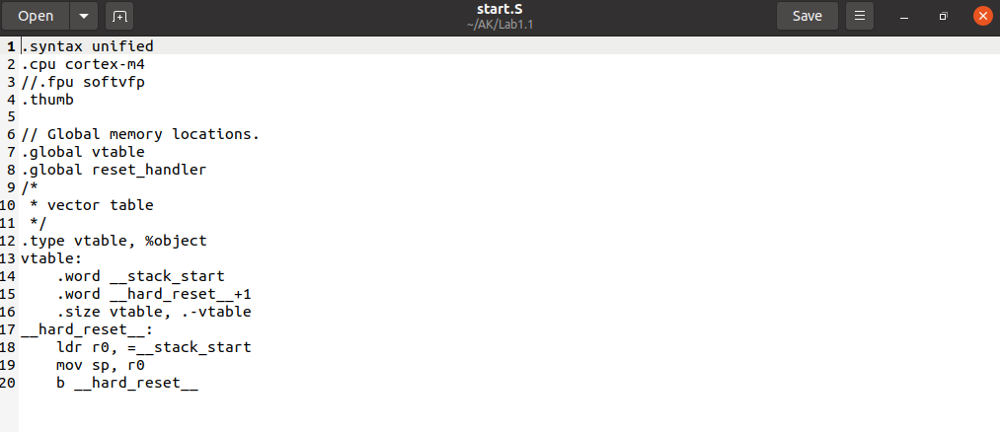 Open
start.S
~/AK/Lab1.1
Save
1 .syntax unified
2 .cpu cortex-m4
3 //.fpu softvfp
4 .thumb
5
6 // Global memory locations.
7 .global vtable
8 .global reset_handler
9 /*
10  * vector table
11  */
12 .type vtable, %object
13 vtable:
14     .word __stack_start
15     .word __hard_reset__+1
16     .size vtable, .-vtable
17 __hard_reset__:
18     ldr r0, =__stack_start
19     mov sp, r0
20     b __hard_reset__